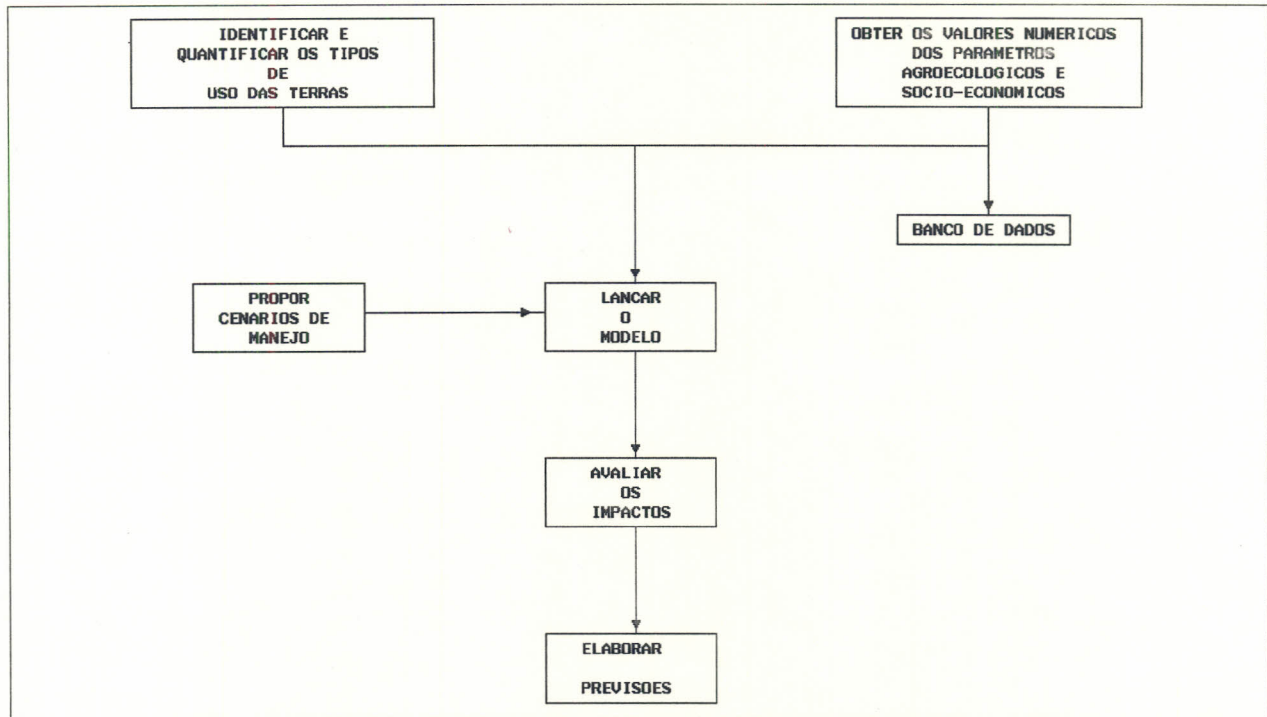 IDENTIFICAR E
QUANTIFICAR OS TIPOS
DE
USO DAS TERRAS
OBTER OS VALORES NUMERICOS
DOS PARAMETROS
AGROECOLOGICOS E
SOCIO-ECONOMICOS
BANCO DE DADOS
PROPOR
CENARIOS DE
MANEJO
LANCAR
O
MODELO
AVALIAR
OS
IMPACTOS
ELABORAR
PREVISOES